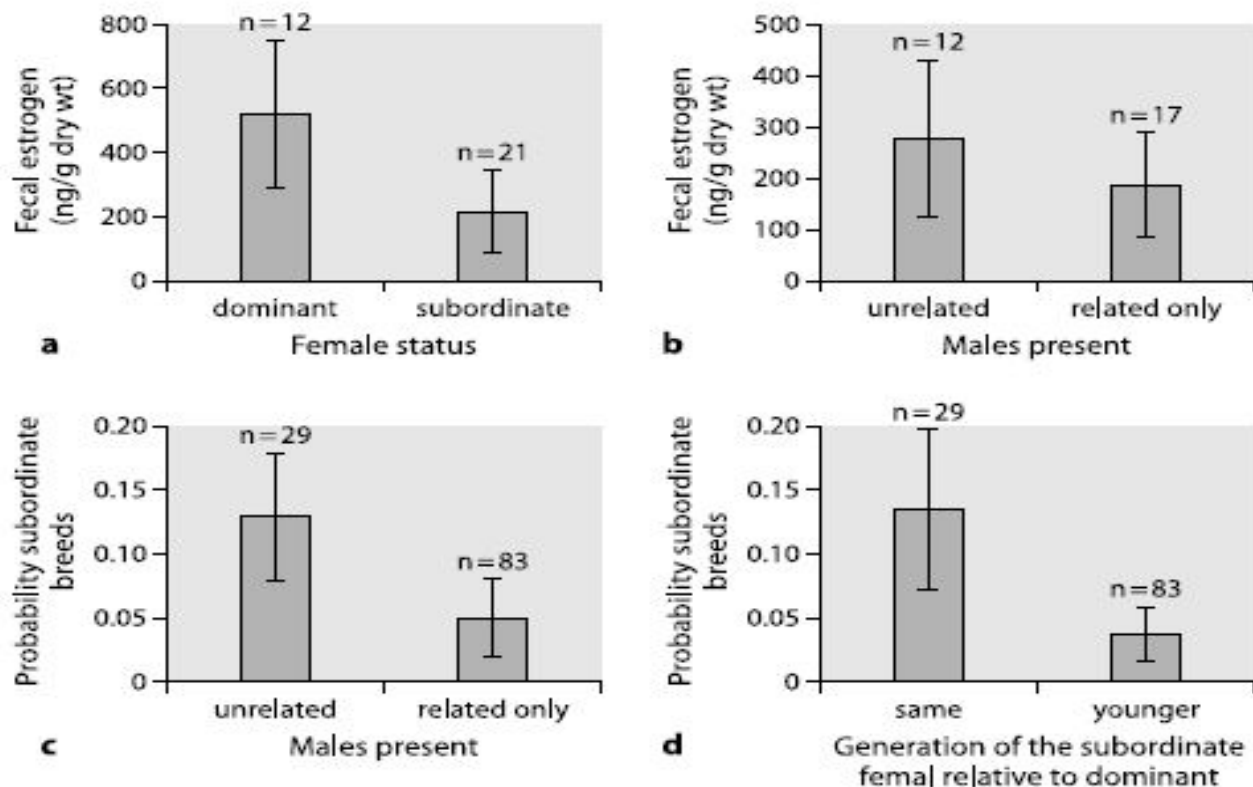 Fecal estrogen
(ng/g dry wt)
800
600
400
200
0
n=12
n=21
dominant
subordinate
a
Female status
Fecal estrogen
(ng/g dry wt)
500
400
300
200
100
0
n=12
n=17
unrelated
related only
b
Males present
Probability subordinate
breeds
0.20
0.15
0.10
0.05
0
n=29
n=83
unrelated
related only
c
Males present
Probability subordinate
breeds
0.20
0.15
0.10
0.05
0
n=29
n=83
same
younger
d
Generation of the subordinate
femal relative to dominant